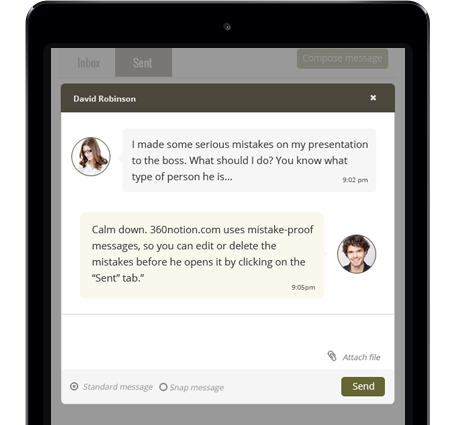 Inbox
Sent
Compose message
David Robinson
I made some serious mistakes on my presentation
to the boss. What should I do? You know what
type of person he is...
9:02 pm
Calm down. 360notion.com uses mistake-proof
messages, so you can edit or delete the
mistakes before he opens it by clicking on the
“Sent” tab.”
9:05pm
Attach file
Standard message
Snap message
Send